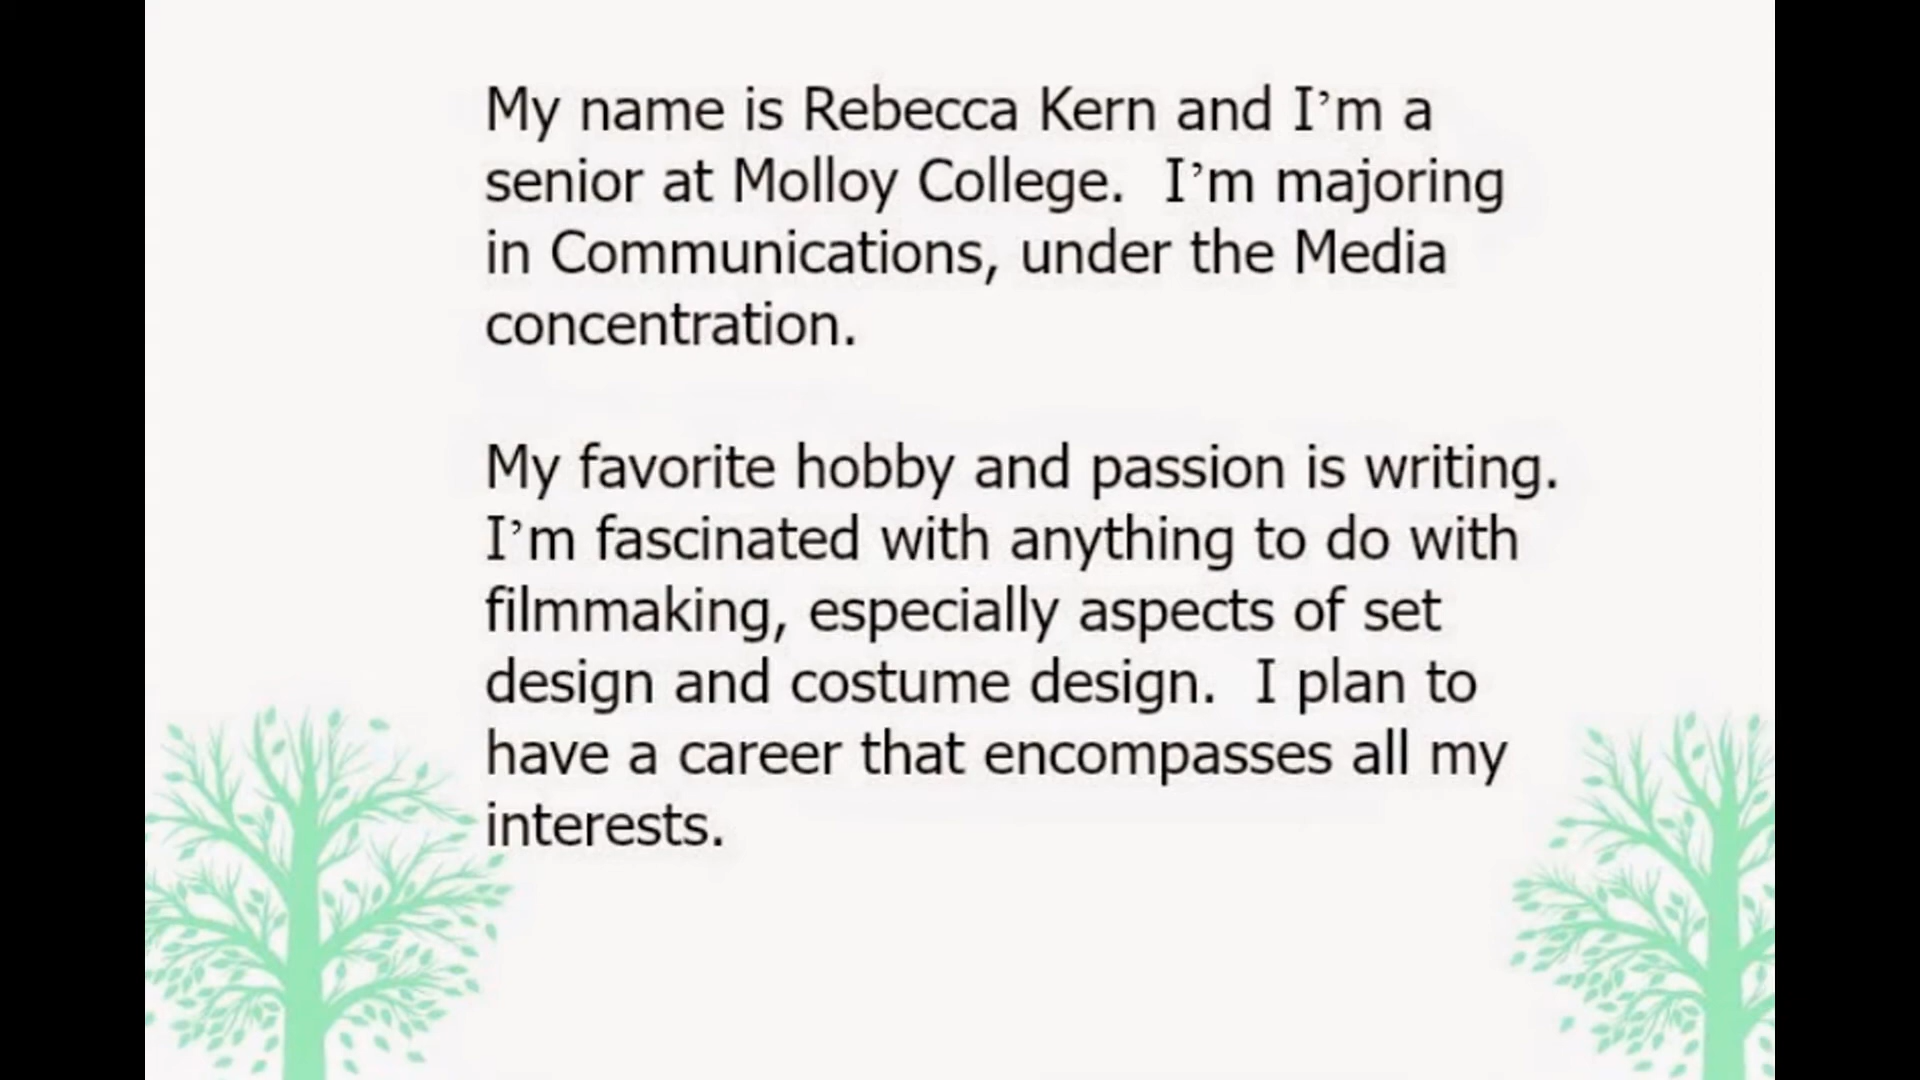 My name is Rebecca Kern and I’m a
senior at Molloy College.  I’m majoring
in Communications, under the Media
concentration.
My favorite hobby and passion is writing.
I’m fascinated with anything to do with
filmmaking, especially aspects of set
design and costume design.  I plan to
have a career that encompasses all my
interests.